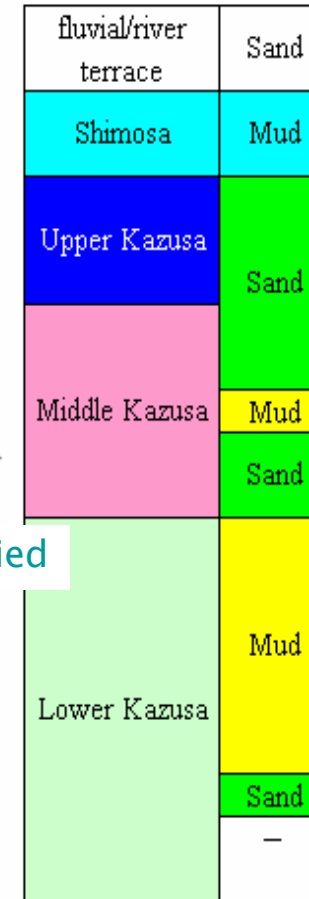 fluvial/river
terrace
Sand
Shimosa
Mud
Upper Kazusa
Sand
Middle Kazusa
Mud
Sand
ied
Mud
Lower Kazusa
Sand
–